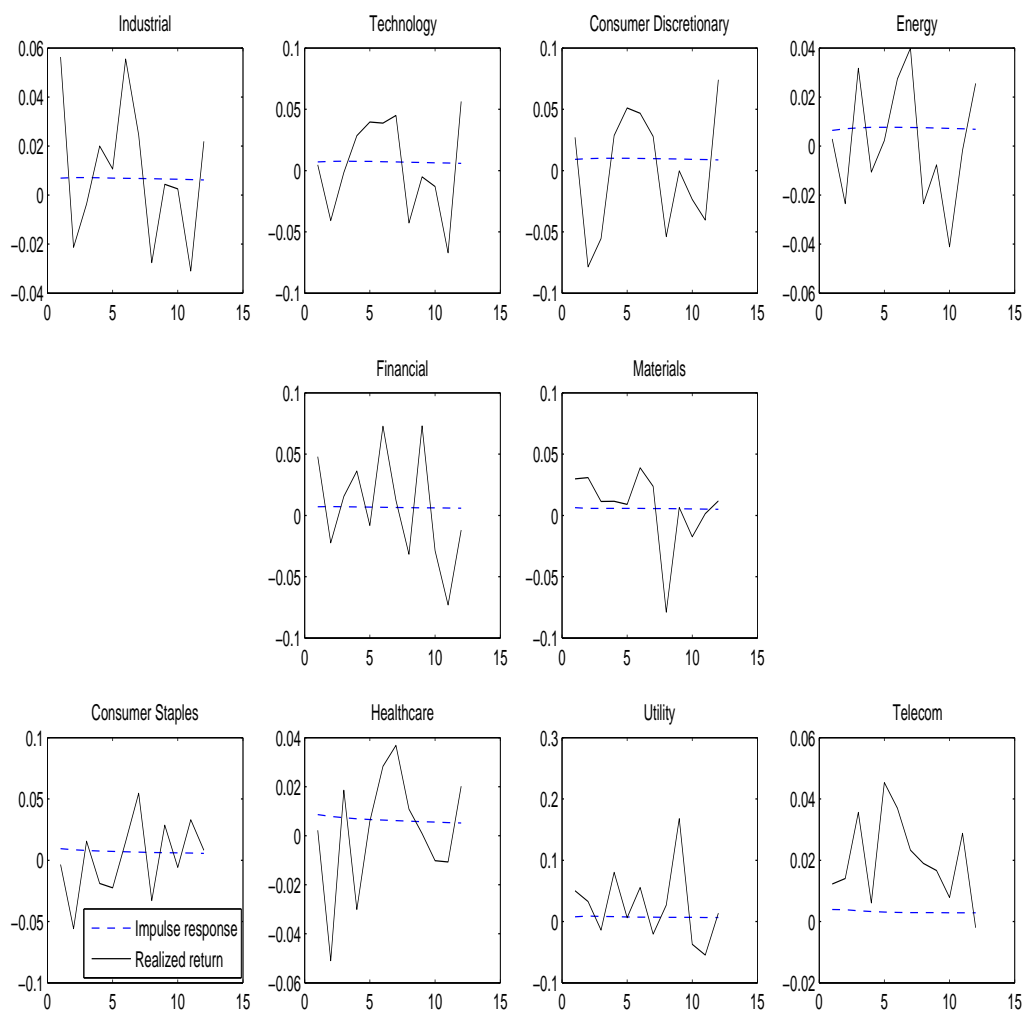 Industrial
0.06
0.04
0.02
0
−0.02
−0.04
0 5 10 15
Technology
0.1
0.05
0
−0.05
−0.1
0 5 10 15
Consumer Discretionary
0.1
0.05
0
−0.05
−0.1
0 5 10 15
Energy
0.04
0.02
0
−0.02
−0.04
−0.06
0 5 10 15
Financial
0.1
0.05
0
−0.05
−0.1
0 5 10 15
Materials
0.1
0.05
0
−0.05
−0.1
0 5 10 15
Consumer Staples
0.1
0.05
0
−0.05
−0.1
0 5 10 15
Impulse response
Realized return
Healthcare
0.04
0.02
0
−0.02
−0.04
−0.06
0 5 10 15
Utility
0.3
0.2
0.1
0
−0.1
0 5 10 15
Telecom
0.06
0.04
0.02
0
−0.02
0 5 10 15